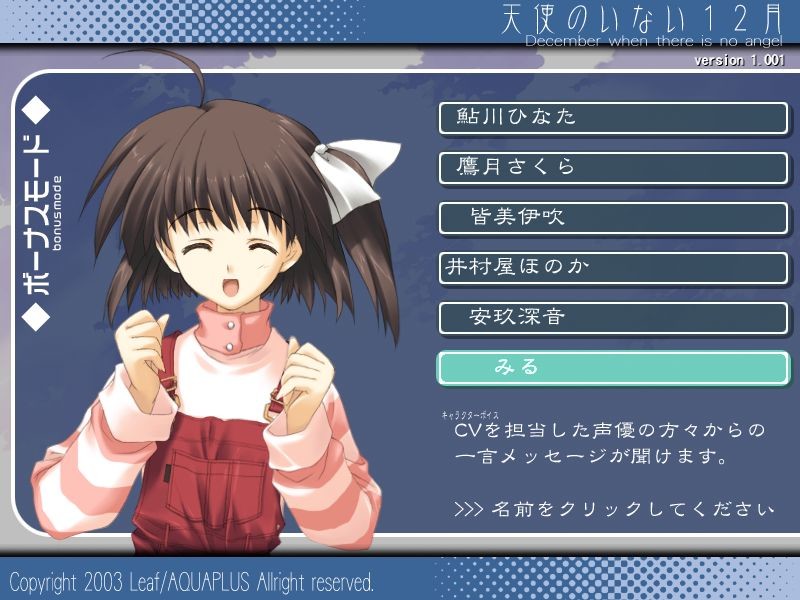 天使のいない１２月
December when there is no angel
version 1.001
ボーナスモード
bonusmode
鮎川ひなた
鷹月さくら
皆美伊吹
井村屋ほのか
安玖深音
みる
キャラクターボイス
CVを担当した声優の方々からの
一言メッセージが聞けます。
>>> 名前をクリックしてください
Copyright 2003 Leaf/AQUAPLUS Allright reserved.